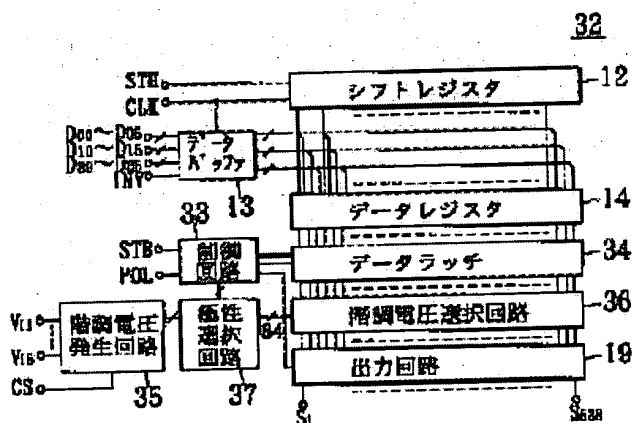 32
STH
シフトレジスタ
12
CLK
D00~D05
D10~D15
D20~D25
INV
データ
バッファ
13
データレジスタ
14
33
STB
POL
制御
回路
データラッチ
34
V11
V15
階調電圧
発生回路
極性
選択
回路
64
階調電圧選択回路
36
CS
35
37
出力回路
19
S1